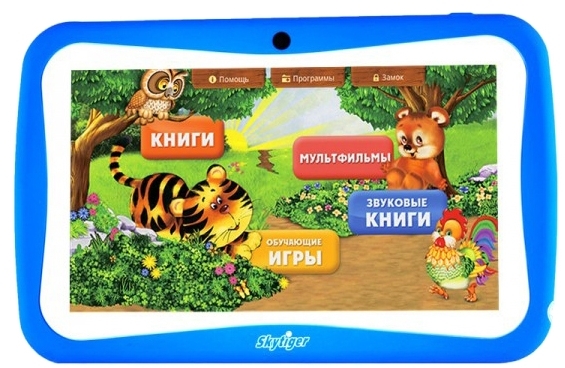 Помощь
Программы
Замок
КНИГИ
МУЛЬТФИЛЬМЫ
ЗВУКОВЫЕ
КНИГИ
ОБУЧАЮЩИЕ
ИГРЫ
Skytiger